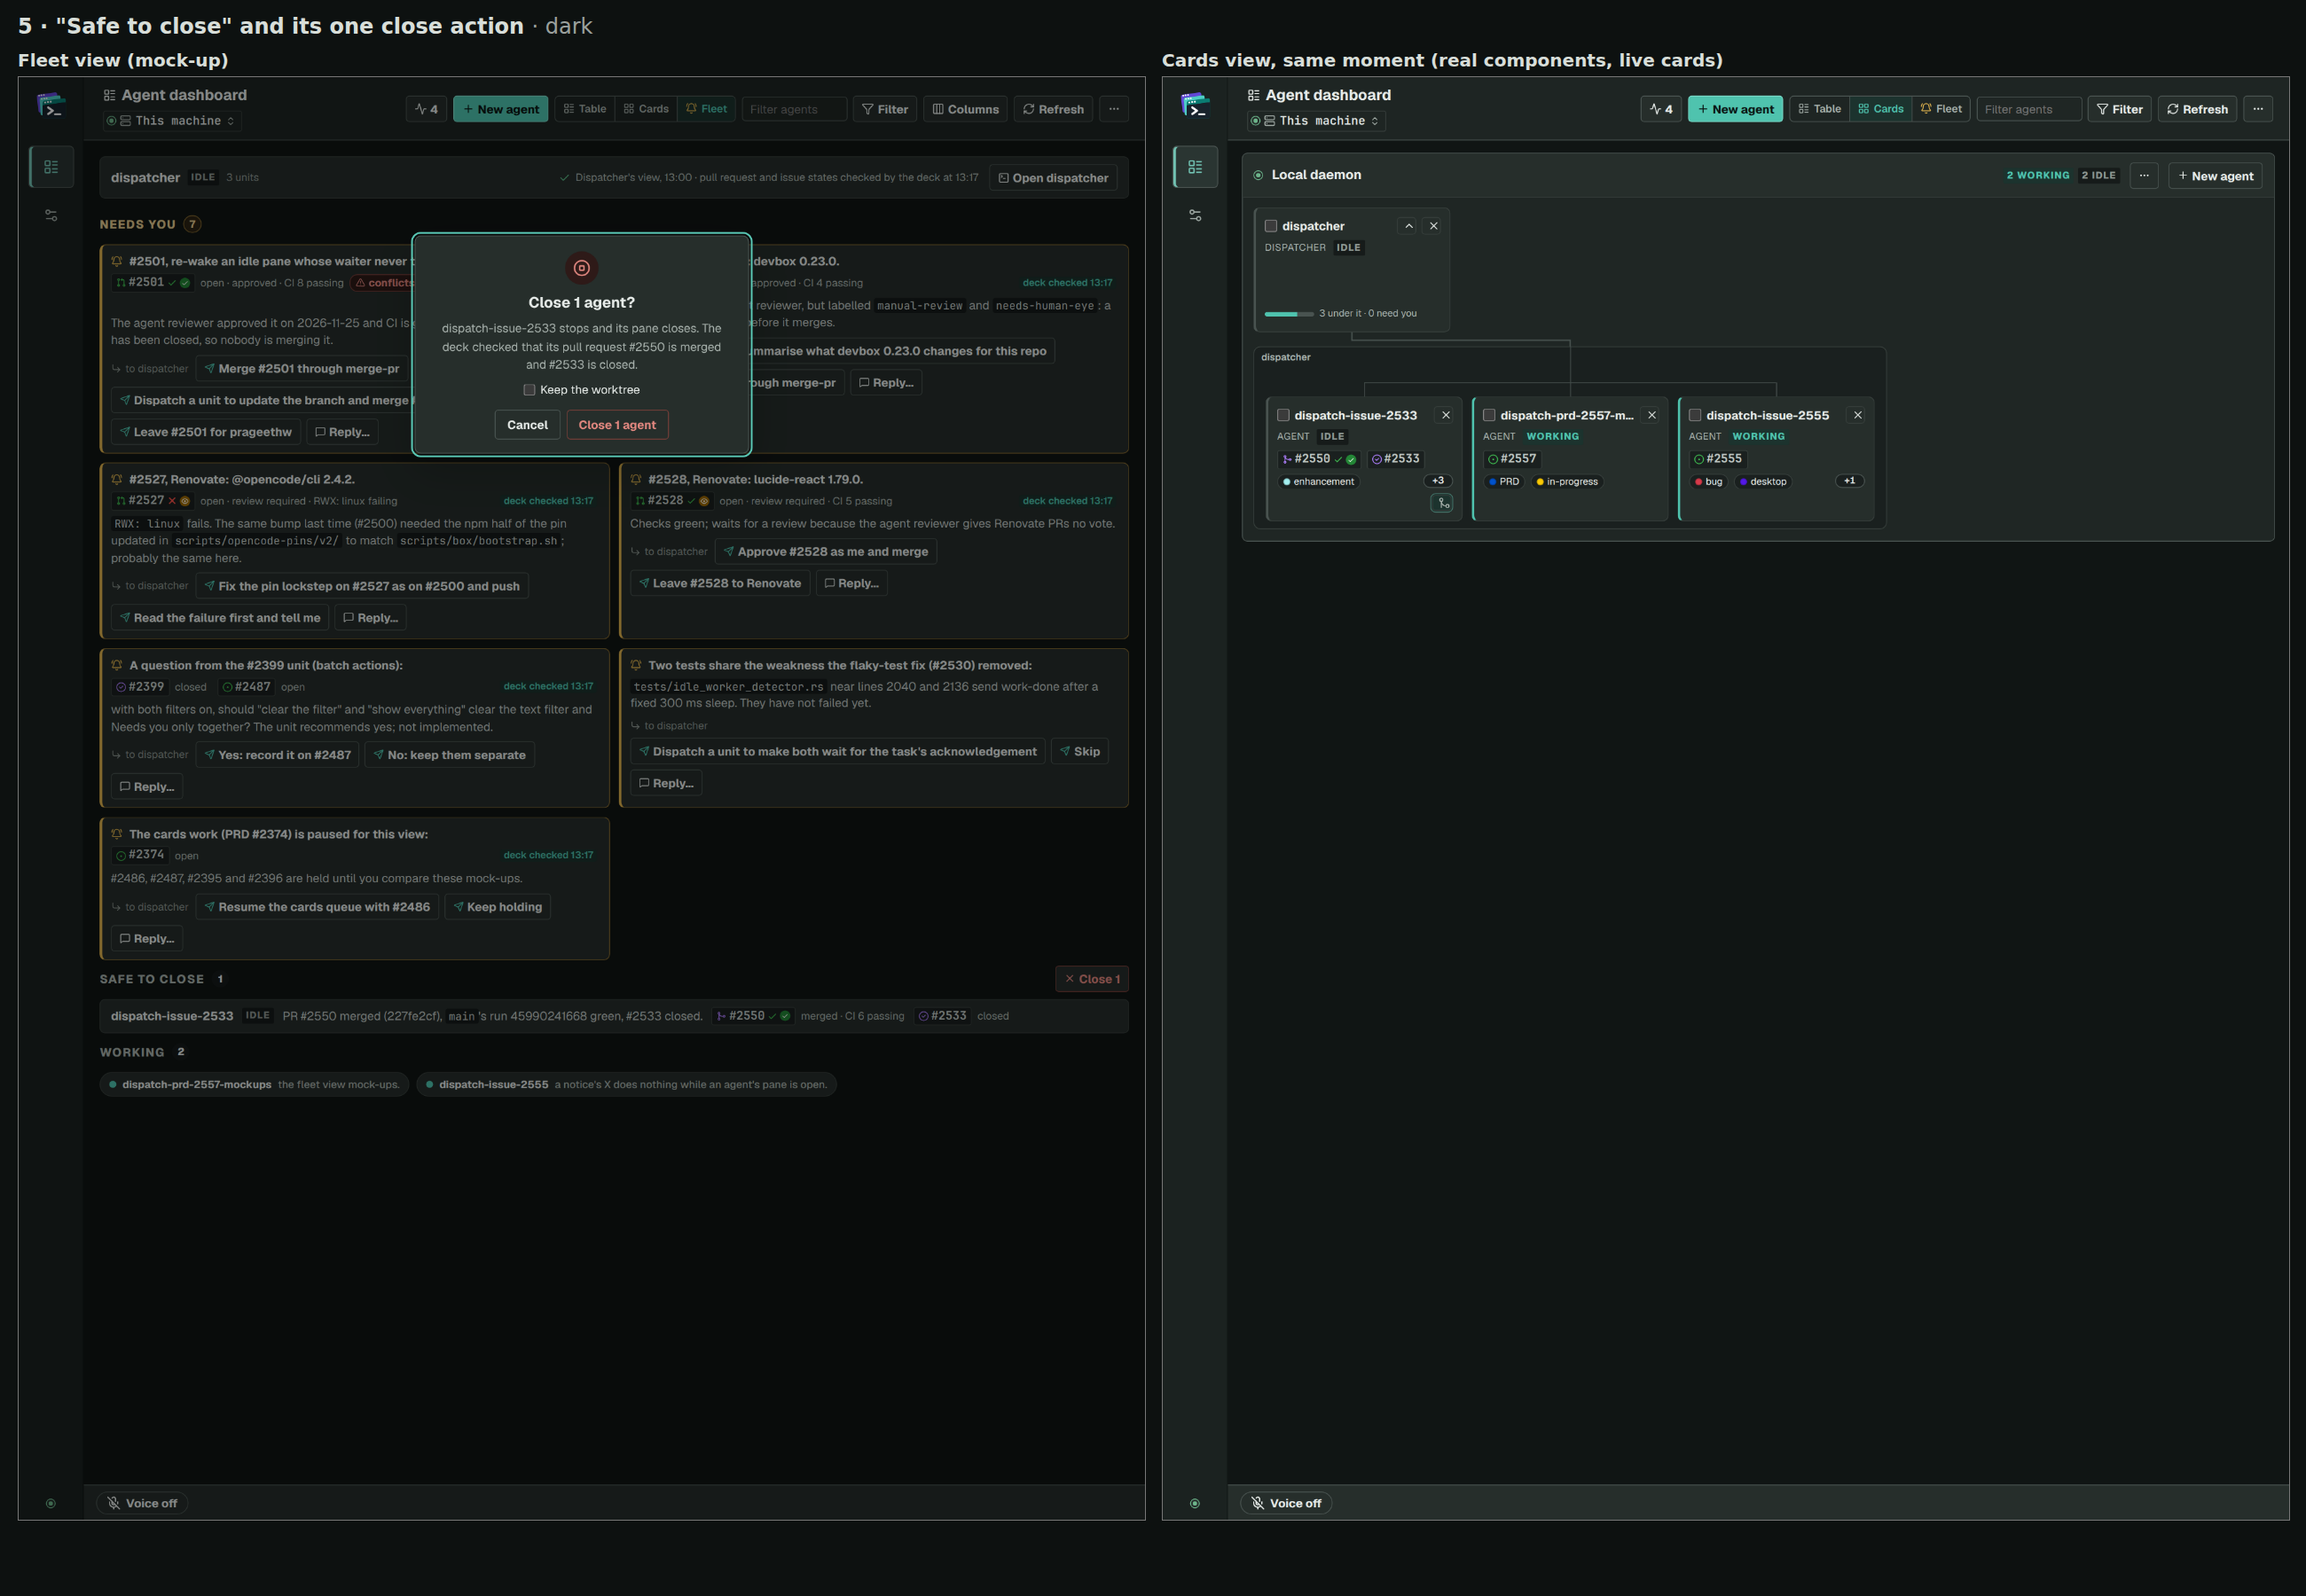 5 · "Safe to close" and its one close action · dark
Fleet view (mock-up)
Agent dashboard
This machine
4
+ New agent
Table
Cards
Fleet
Filter agents
Filter
Columns
Refresh
...
dispatcher IDLE 3 units
Dispatcher's view, 13:00 · pull request and issue states checked by the deck at 13:17
Open dispatcher
NEEDS YOU 7
#2501, re-wake an idle pane whose waiter never
#2501 open · approved · CI 8 passing conflicts
The agent reviewer approved it on 2026-11-25 and CI is
has been closed, so nobody is merging it.
to dispatcher Merge #2501 through merge-pr
Dispatch a unit to update the branch and merge
Leave #2501 for prageethw Reply...
devbox 0.23.0.
approved · CI 4 passing deck checked 13:17
reviewer, but labelled manual-review and needs-human-eye: a
efore it merges.
mmarise what devbox 0.23.0 changes for this repo
ough merge-pr Reply...
Close 1 agent?
dispatch-issue-2533 stops and its pane closes. The
deck checked that its pull request #2550 is merged
and #2533 is closed.
Keep the worktree
Cancel
Close 1 agent
#2527, Renovate: @opencode/cli 2.4.2.
#2527 open · review required · RWX: linux failing deck checked 13:17
RWX: linux fails. The same bump last time (#2500) needed the npm half of the pin
updated in scripts/opencode-pins/v2/ to match scripts/box/bootstrap.sh;
probably the same here.
to dispatcher Fix the pin lockstep on #2527 as on #2500 and push
Read the failure first and tell me Reply...
#2528, Renovate: lucide-react 1.79.0.
#2528 open · review required · CI 5 passing deck checked 13:17
Checks green; waits for a review because the agent reviewer gives Renovate PRs no vote.
to dispatcher Approve #2528 as me and merge
Leave #2528 to Renovate Reply...
A question from the #2399 unit (batch actions):
#2399 closed #2487 open deck checked 13:17
with both filters on, should "clear the filter" and "show everything" clear the text filter and
Needs you only together? The unit recommends yes; not implemented.
to dispatcher Yes: record it on #2487 No: keep them separate
Reply...
Two tests share the weakness the flaky-test fix (#2530) removed:
tests/idle_worker_detector.rs near lines 2040 and 2136 send work-done after a
fixed 300 ms sleep. They have not failed yet.
to dispatcher
Dispatch a unit to make both wait for the task's acknowledgement Skip
Reply...
The cards work (PRD #2374) is paused for this view:
#2374 open deck checked 13:17
#2486, #2487, #2395 and #2396 are held until you compare these mock-ups.
to dispatcher Resume the cards queue with #2486 Keep holding
Reply...
SAFE TO CLOSE 1
× Close 1
dispatch-issue-2533 IDLE PR #2550 merged (227fe2cf), main 's run 45990241668 green, #2533 closed. #2550 merged · CI 6 passing #2533 closed
WORKING 2
dispatch-prd-2557-mockups the fleet view mock-ups.
dispatch-issue-2555 a notice's X does nothing while an agent's pane is open.
Voice off
Cards view, same moment (real components, live cards)
Agent dashboard
This machine
4
+ New agent
Table
Cards
Fleet
Filter agents
Filter
Refresh
...
Local daemon
2 WORKING 2 IDLE
...
+ New agent
dispatcher
DISPATCHER IDLE
3 under it · 0 need you
dispatcher
dispatch-issue-2533
AGENT IDLE
#2550 #2533
enhancement +3
dispatch-prd-2557-m...
AGENT WORKING
#2557
PRD in-progress
dispatch-issue-2555
AGENT WORKING
#2555
bug desktop +1
Voice off